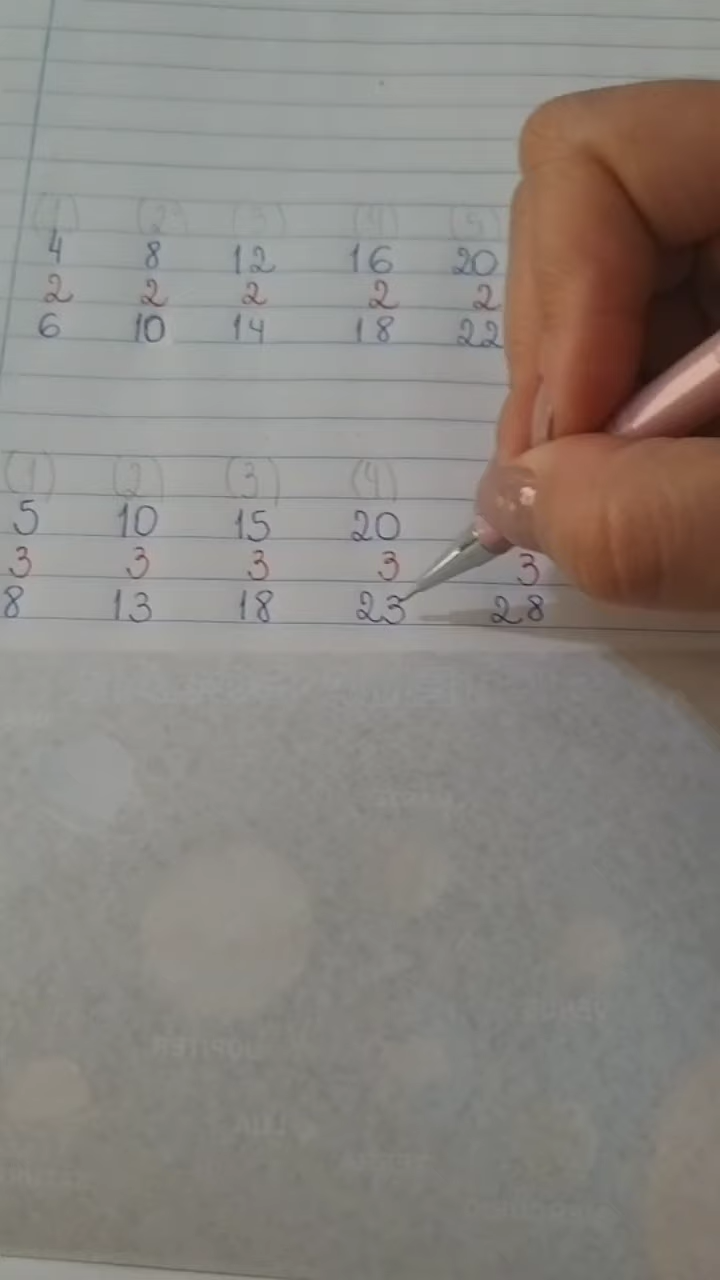 (1) (2) (3) (4) (5)
4 8 12 16 20
2 2 2 2 2
6 10 14 18 22
(1) (2) (3) (4)
5 10 15 20
3 3 3 3 3
8 13 18 23 28
JUPITER